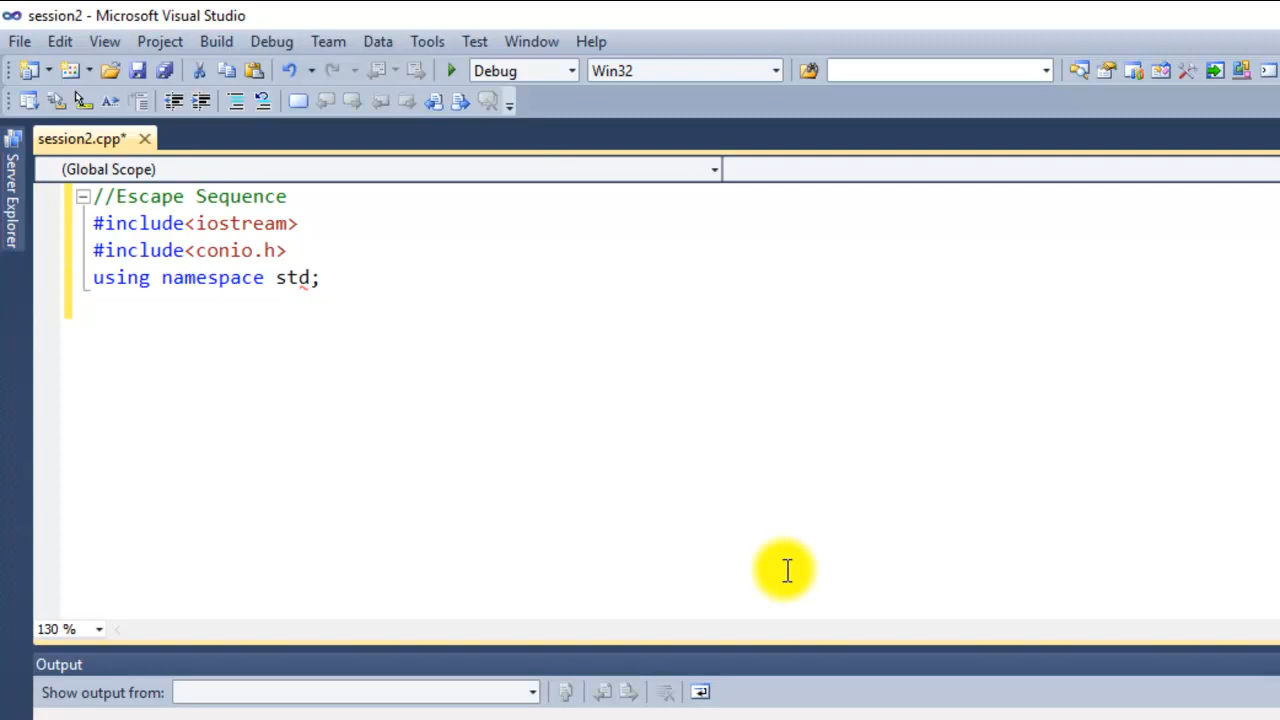 session2 - Microsoft Visual Studio
File Edit View Project Build Debug Team Data Tools Test Window Help
Debug Win32
session2.cpp*
Server Explorer
(Global Scope)
//Escape Sequence
#include<iostream>
#include<conio.h>
using namespace std;
130 %
Output
Show output from: